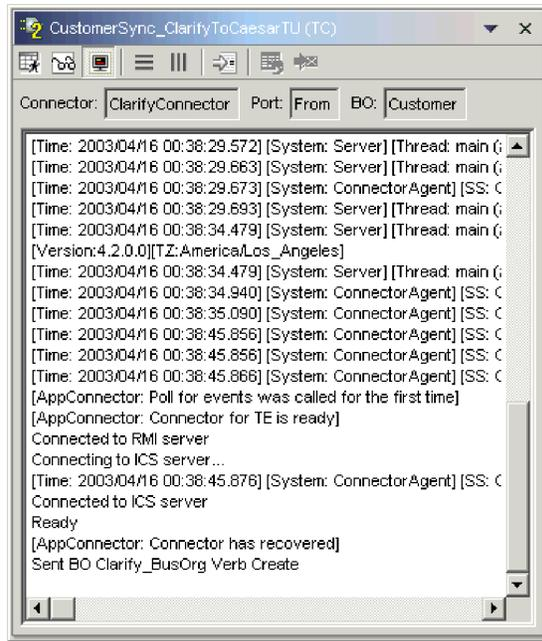 CustomerSync_ClarifyToCaesarTU (TC)
Connector: ClarifyConnector Port: From BO: Customer
[Time: 2003/04/16 00:38:29.572] [System: Server] [Thread: main (
[Time: 2003/04/16 00:38:29.663] [System: Server] [Thread: main (
[Time: 2003/04/16 00:38:29.673] [System: ConnectorAgent] [SS: C
[Time: 2003/04/16 00:38:29.693] [System: Server] [Thread: main (
[Time: 2003/04/16 00:38:34.479] [System: Server] [Thread: main (
[Version:4.2.0.0][TZ:America/Los_Angeles]
[Time: 2003/04/16 00:38:34.479] [System: Server] [Thread: main (
[Time: 2003/04/16 00:38:34.940] [System: ConnectorAgent] [SS: C
[Time: 2003/04/16 00:38:35.090] [System: ConnectorAgent] [SS: C
[Time: 2003/04/16 00:38:45.856] [System: ConnectorAgent] [SS: C
[Time: 2003/04/16 00:38:45.856] [System: ConnectorAgent] [SS: C
[Time: 2003/04/16 00:38:45.866] [System: ConnectorAgent] [SS: C
[AppConnector: Poll for events was called for the first time]
[AppConnector: Connector for TE is ready]
Connected to RMI server
Connecting to ICS server...
[Time: 2003/04/16 00:38:45.876] [System: ConnectorAgent] [SS: C
Connected to ICS server
Ready
[AppConnector: Connector has recovered]
Sent BO Clarify_BusOrg Verb Create